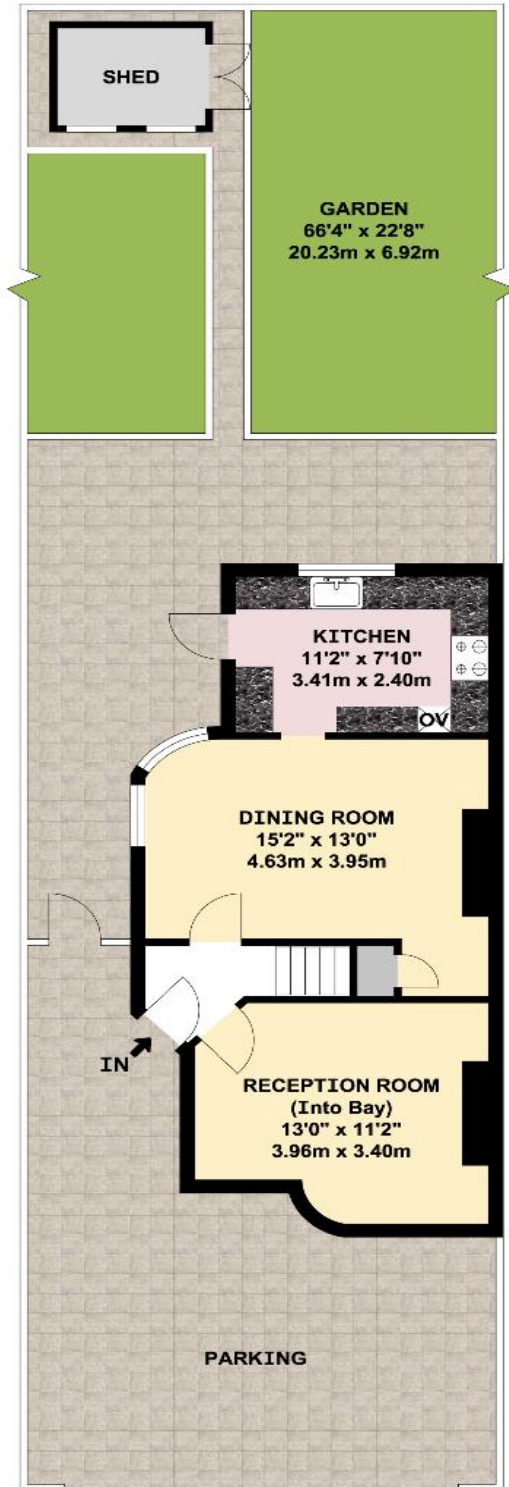 SHED
GARDEN
66'4" x 22'8"
20.23m x 6.92m
KITCHEN
11'2" x 7'10"
3.41m x 2.40m
OV
DINING ROOM
15'2" x 13'0"
4.63m x 3.95m
IN
RECEPTION ROOM
(Into Bay)
13'0" x 11'2"
3.96m x 3.40m
PARKING